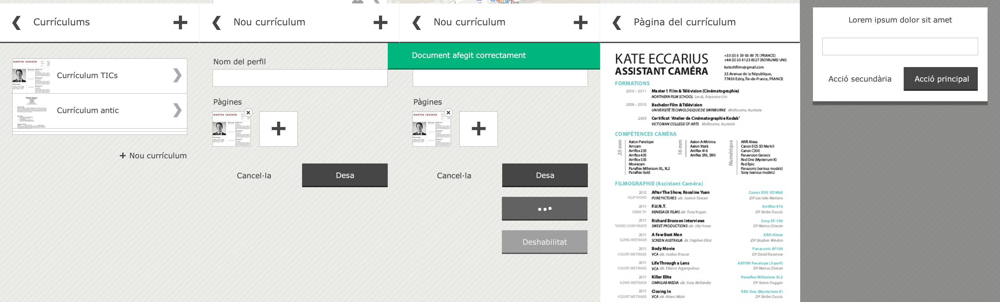 Google
Currículums
MARTIN JANSSEN
Currículum TICs
Currículum antic
Nou currículum
Nou currículum
Nom del perfil
Pàgines
MARTIN JANSSEN
Cancel·la
Desa
Nou currículum
Document afegit correctament
Pàgines
MARTIN JANSSEN
Cancel·la
Desa
Deshabilitat
Pàgina del currículum
KATE ECCARIUS
ASSISTANT CAMÉRA
+33 (0) 6 59 05 89 75 (FRANCE)
+44 (0) 20 8123 8527 (ROYAUME-UNI)
katechfilms@gmail.com
25 Avenue de la République,
77450 Esbly, Île-de-France, FRANCE
FORMATIONS
2010 – 2011 Master 1 Film & Télévision (Cinématographie)
NORTHERN FILM SCHOOL Leeds, Royaume-Uni
2008 – 2010 Bachelor Film & Télévision
UNIVERSITÉ TECHNOLOGIQUE DE SWINBURNE Melbourne, Australie
2009 Certificat 'Atelier de Cinématographie Kodak'
VICTORIAN COLLEGE OF ARTS Melbourne, Australie
COMPÉTENCES CAMÉRA
35 mm
Aaton Penelope
Arricam
Arriflex 235
Arriflex 435
Arriflex 535
Moviecam
Panaflex Millenium XL, XL2
Panaflex Gold
16 mm
Aaton A-Minima
Aaton Xterà
Arriflex 416
Arriflex SRII, SRIII
Numérique
ARRI Alexa
Canon EOS 5D Mark II
Canon C300
Panavision Genesis
Red One (Mysterium-X)
Red Epic
Panasonic (various models)
Sony (various models)
FILMOGRAPHIE (Assistant Caméra)
2012 After The Show, Rosaline Yuen Canon EOS 5D MkII
CLIP VIDEO PURE PICTURES dir. Jasmin Tarasin DP Lee Jake Mariano
2011 F.U.N.T. Arriflex 416
SERIE TV RENEGADE FILMS dir. Tony Rogers DP Stefan Duscio
2011 Richard Branson Interviews Sony SF-100
VIDEO CORPORATE SWEET PRODUCTIONS dir. Jilly Howe DP Marcus Dineen
2011 A Few Best Men ARRI Alexa
LONG METRAGE SCREEN AUSTRALIA dir. Stephen Elliot DP Stephen Windon
2011 Body Movie Panasonic AF100
COURT METRAGE VCA dir. Jordan Prosser DP David Rusanow
2011 Life Through a Lens AATON Penelope (3-perf)
COURT METRAGE VCA dir. Ellenor Argyropolous DP Marcus Dineen
2011 Killer Elite Panaflex Millenium XL2
LONG METRAGE OMNILAB MEDIA dir. Gary McKendry DP Simon Duggan
2011 Closing In RED One (Mysterium-X)
COURT METRAGE VCA dir. Alexei Mizin DP Stefan Duscio
Lorem ipsum dolor sit amet
Acció secundària
Acció principal